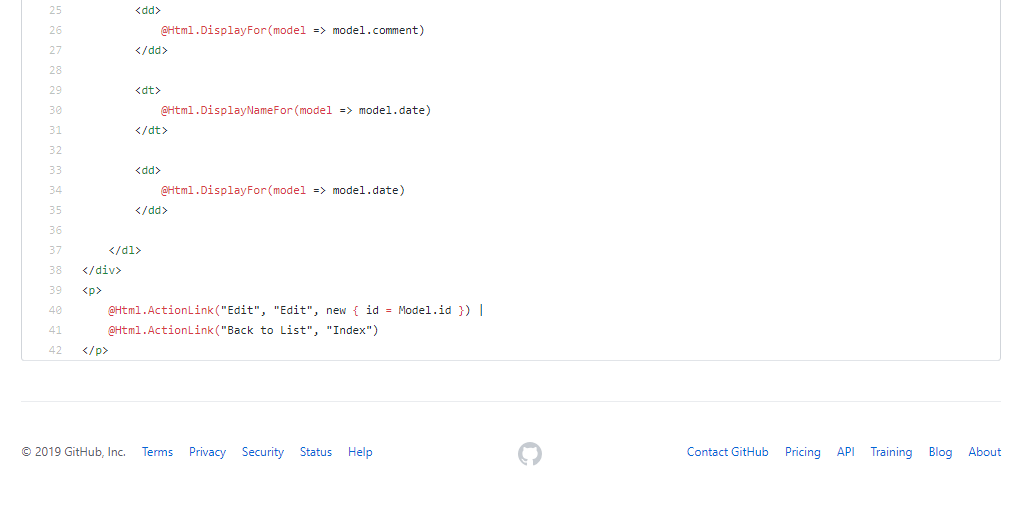 25 <dd>
26 @Html.DisplayFor(model => model.comment)
27 </dd>
28
29 <dt>
30 @Html.DisplayNameFor(model => model.date)
31 </dt>
32
33 <dd>
34 @Html.DisplayFor(model => model.date)
35 </dd>
36
37 </dl>
38 </div>
39 <p>
40 @Html.ActionLink("Edit", "Edit", new { id = Model.id }) |
41 @Html.ActionLink("Back to List", "Index")
42 </p>
© 2019 GitHub, Inc. Terms Privacy Security Status Help Contact GitHub Pricing API Training Blog About